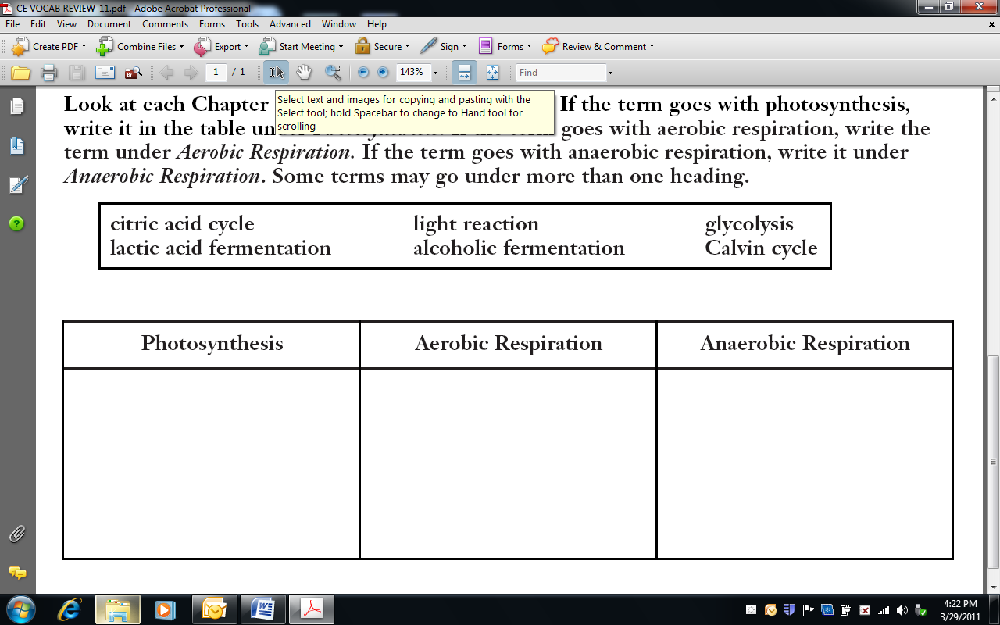 CE VOCAB REVIEW_11.pdf - Adobe Acrobat Professional
File Edit View Document Comments Forms Tools Advanced Window Help
Create PDF Combine Files Export Start Meeting Secure Sign Forms Review & Comment
1 / 1 143% Find
Look at each Chapter If the term goes with photosynthesis,
Select text and images for copying and pasting with the
Select tool; hold Spacebar to change to Hand tool for
scrolling
write it in the table goes with aerobic respiration, write the
term under Aerobic Respiration. If the term goes with anaerobic respiration, write it under
Anaerobic Respiration. Some terms may go under more than one heading.
citric acid cycle light reaction glycolysis
lactic acid fermentation alcoholic fermentation Calvin cycle
Photosynthesis Aerobic Respiration Anaerobic Respiration
4:22 PM
3/29/2011